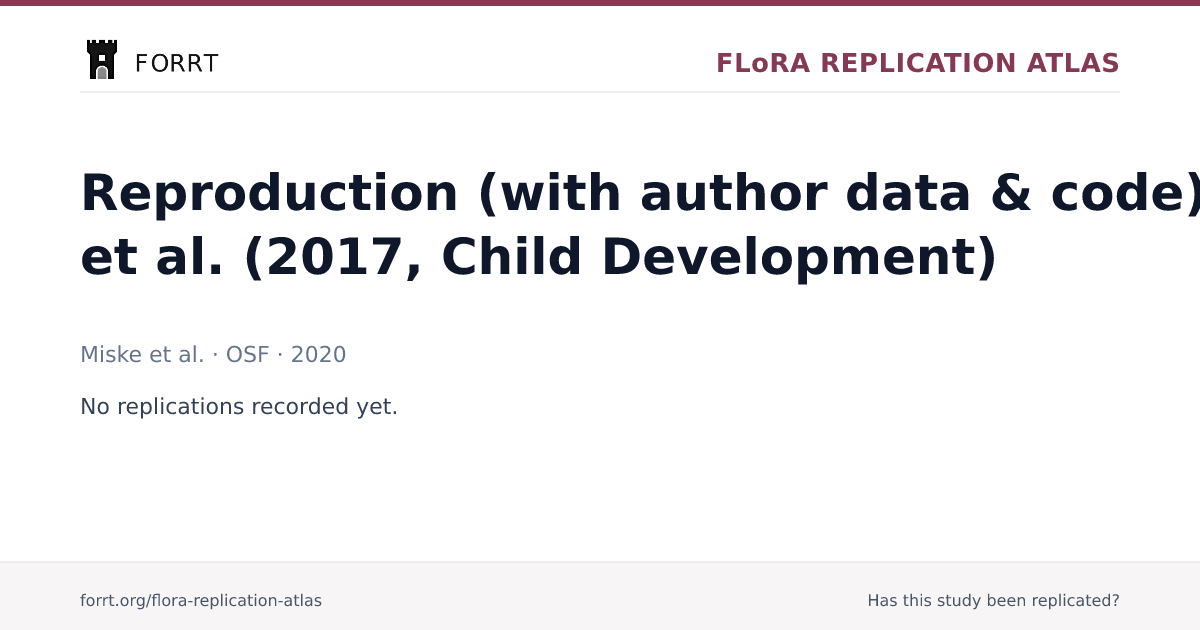 FORRT
FLoRA REPLICATION ATLAS
Reproduction (with author data & code)
et al. (2017, Child Development)
Miske et al. · OSF · 2020
No replications recorded yet.
forrt.org/flora-replication-atlas
Has this study been replicated?